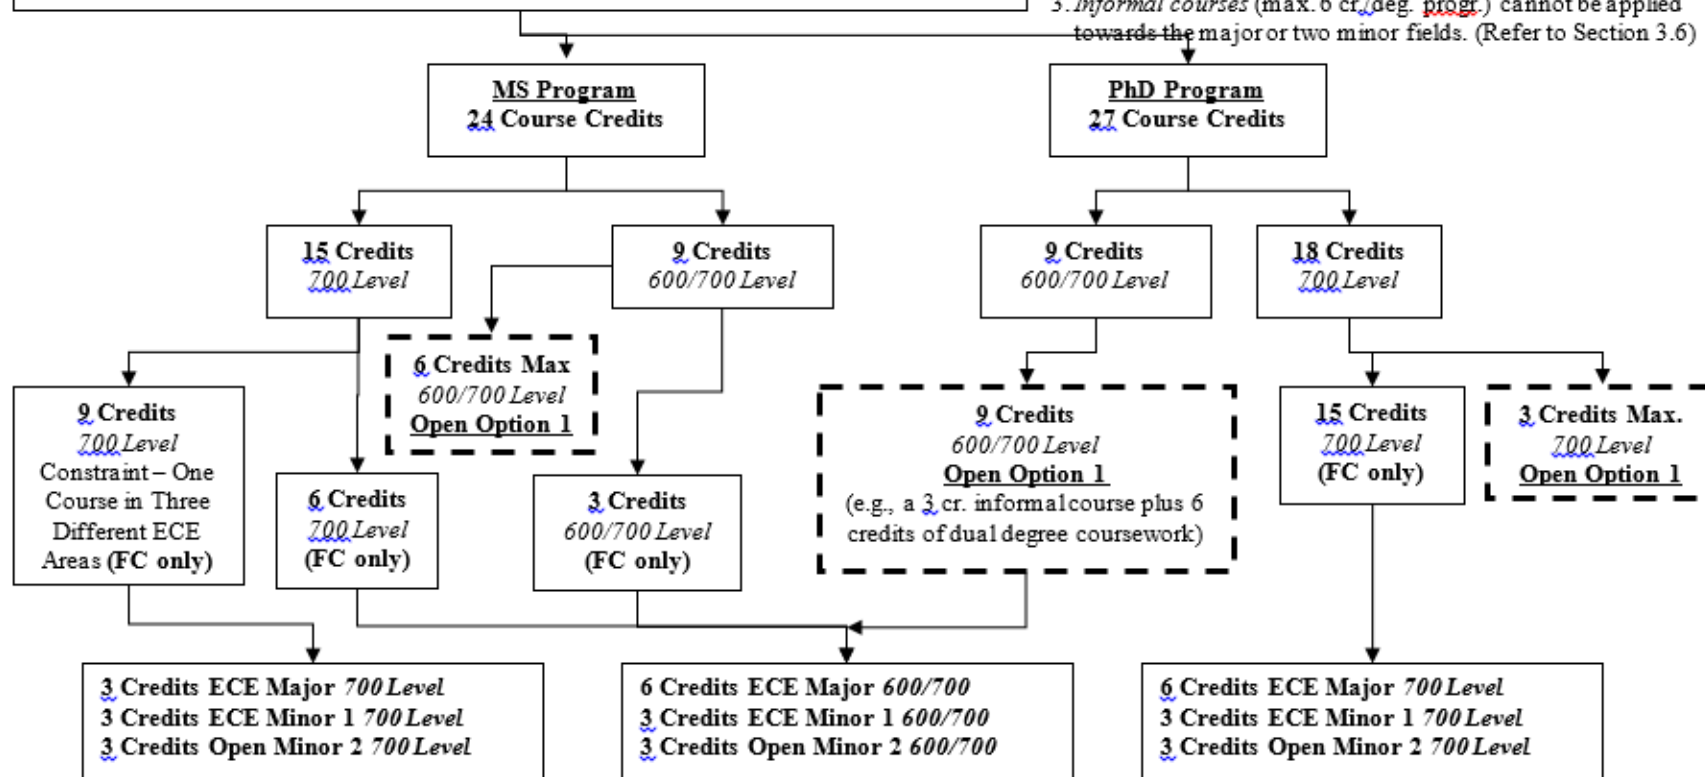 3. Informal courses (max. 6 cr./deg. progr.) cannot be applied
towards the major or two minor fields. (Refer to Section 3.6)
MS Program
24 Course Credits
PhD Program
27 Course Credits
15 Credits
700 Level
9 Credits
600/700 Level
9 Credits
600/700 Level
18 Credits
700 Level
6 Credits Max
600/700 Level
Open Option 1
9 Credits
700 Level
Constraint – One
Course in Three
Different ECE
Areas (FC only)
6 Credits
700 Level
(FC only)
3 Credits
600/700 Level
(FC only)
9 Credits
600/700 Level
Open Option 1
(e.g., a 3 cr. informal course plus 6
credits of dual degree coursework)
15 Credits
700 Level
(FC only)
3 Credits Max.
700 Level
Open Option 1
3 Credits ECE Major 700 Level
3 Credits ECE Minor 1 700 Level
3 Credits Open Minor 2 700 Level
6 Credits ECE Major 600/700
3 Credits ECE Minor 1 600/700
3 Credits Open Minor 2 600/700
6 Credits ECE Major 700 Level
3 Credits ECE Minor 1 700 Level
3 Credits Open Minor 2 700 Level